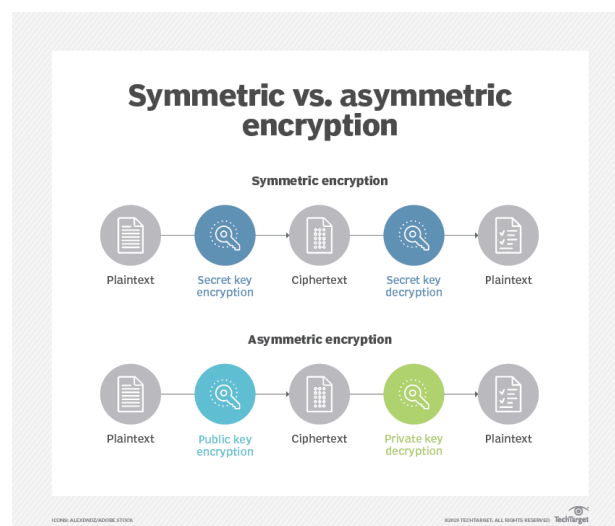 Symmetric vs. asymmetric
encryption
Symmetric encryption
Plaintext
Secret key
encryption
Ciphertext
Secret key
decryption
Plaintext
Asymmetric encryption
Plaintext
Public key
encryption
Ciphertext
Private key
decryption
Plaintext
ICONS: ALEXDNDZ/ADOBE STOCK
©2020 TECHTARGET. ALL RIGHTS RESERVED
TechTarget